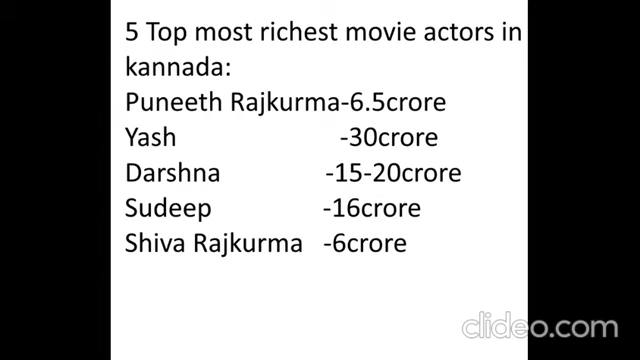 5 Top most richest movie actors in
kannada:
Puneeth Rajkurma-6.5crore
Yash -30crore
Darshna -15-20crore
Sudeep -16crore
Shiva Rajkurma -6crore
clideo.com